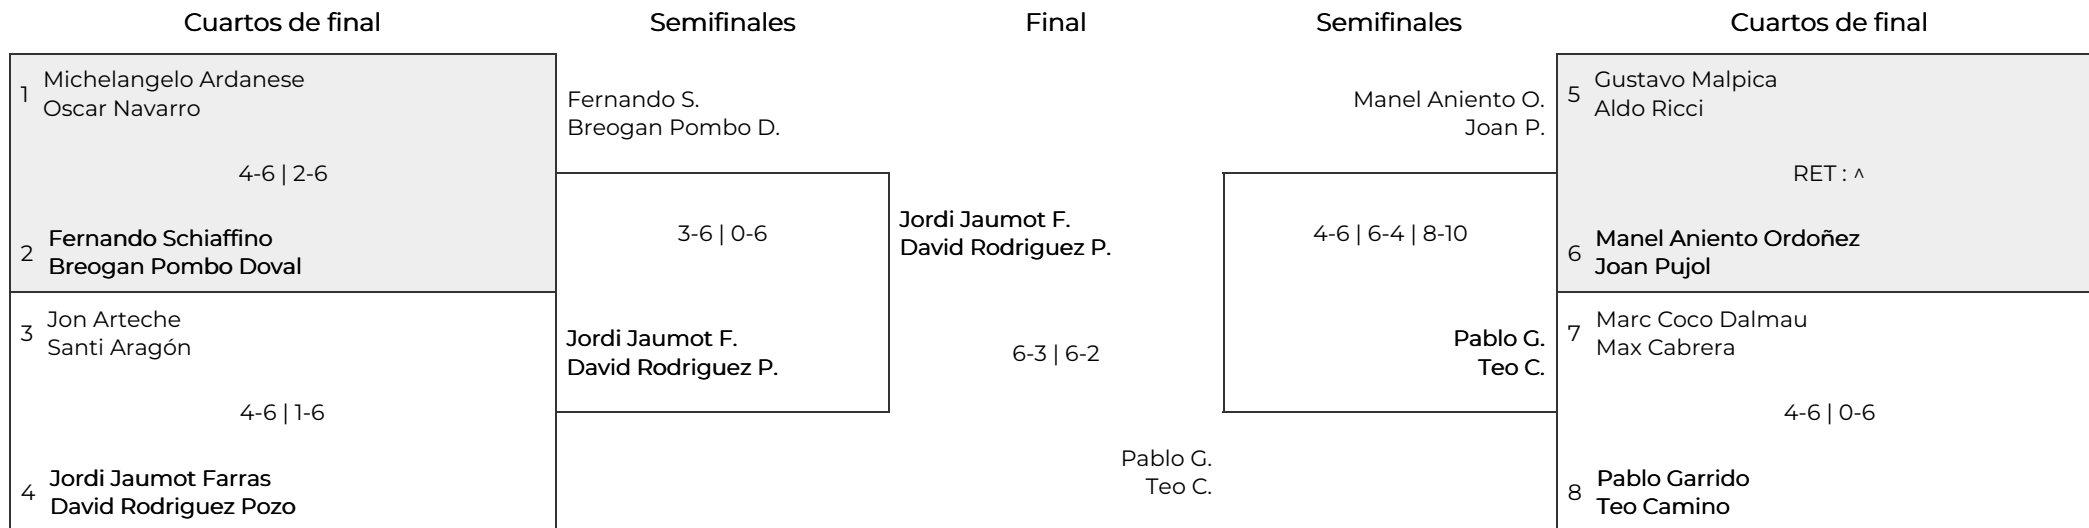 Cuartos de final
Semifinales
Final
Semifinales
Cuartos de final
1
Michelangelo Ardanese
Oscar Navarro
4-6 | 2-6
2
Fernando Schiaffino
Breogan Pombo Doval
3
Jon Arteche
Santi Aragón
4-6 | 1-6
4
Jordi Jaumot Farras
David Rodriguez Pozo
Fernando S.
Breogan Pombo D.
3-6 | 0-6
Jordi Jaumot F.
David Rodriguez P.
Jordi Jaumot F.
David Rodriguez P.
6-3 | 6-2
Pablo G.
Teo C.
Manel Aniento O.
Joan P.
4-6 | 6-4 | 8-10
Pablo G.
Teo C.
5
Gustavo Malpica
Aldo Ricci
RET : ^
6
Manel Aniento Ordoñez
Joan Pujol
7
Marc Coco Dalmau
Max Cabrera
4-6 | 0-6
8
Pablo Garrido
Teo Camino